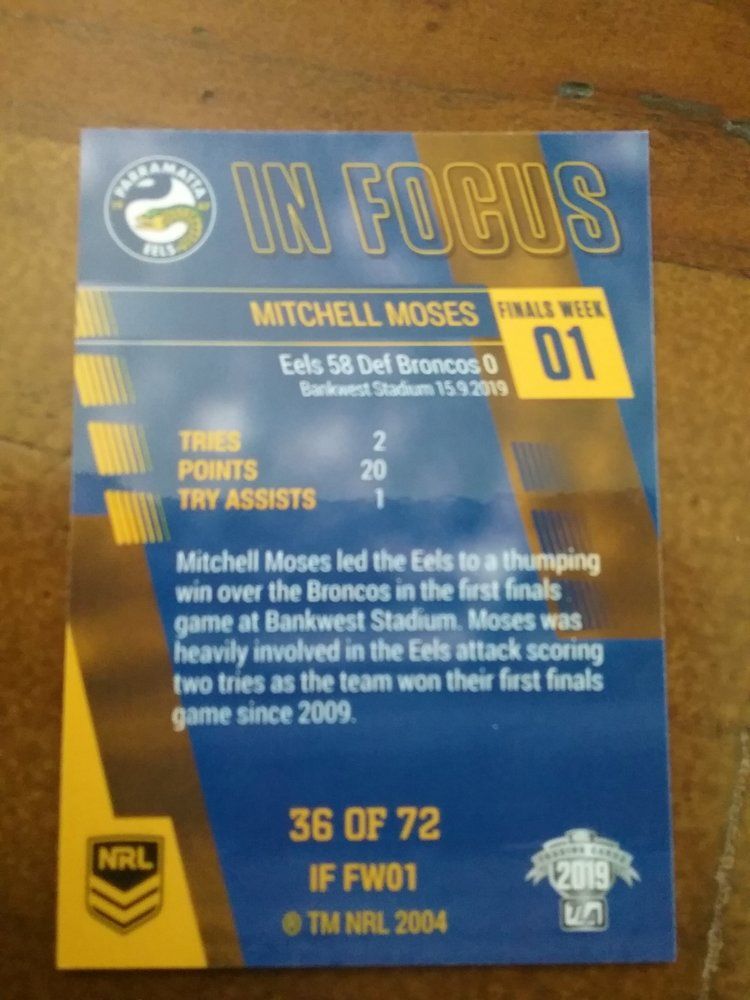 PARRAMATTA
EELS
IN FOCUS
MITCHELL MOSES
FINALS WEEK
01
Eels 58 Def Broncos 0
Bankwest Stadium 15.9.2019
TRIES 2
POINTS 20
TRY ASSISTS 1
Mitchell Moses led the Eels to a thumping
win over the Broncos in the first finals
game at Bankwest Stadium. Moses was
heavily involved in the Eels attack scoring
two tries as the team won their first finals
game since 2009.
36 OF 72
IF FW01
® TM NRL 2004
NRL
TRADING CARDS
2019